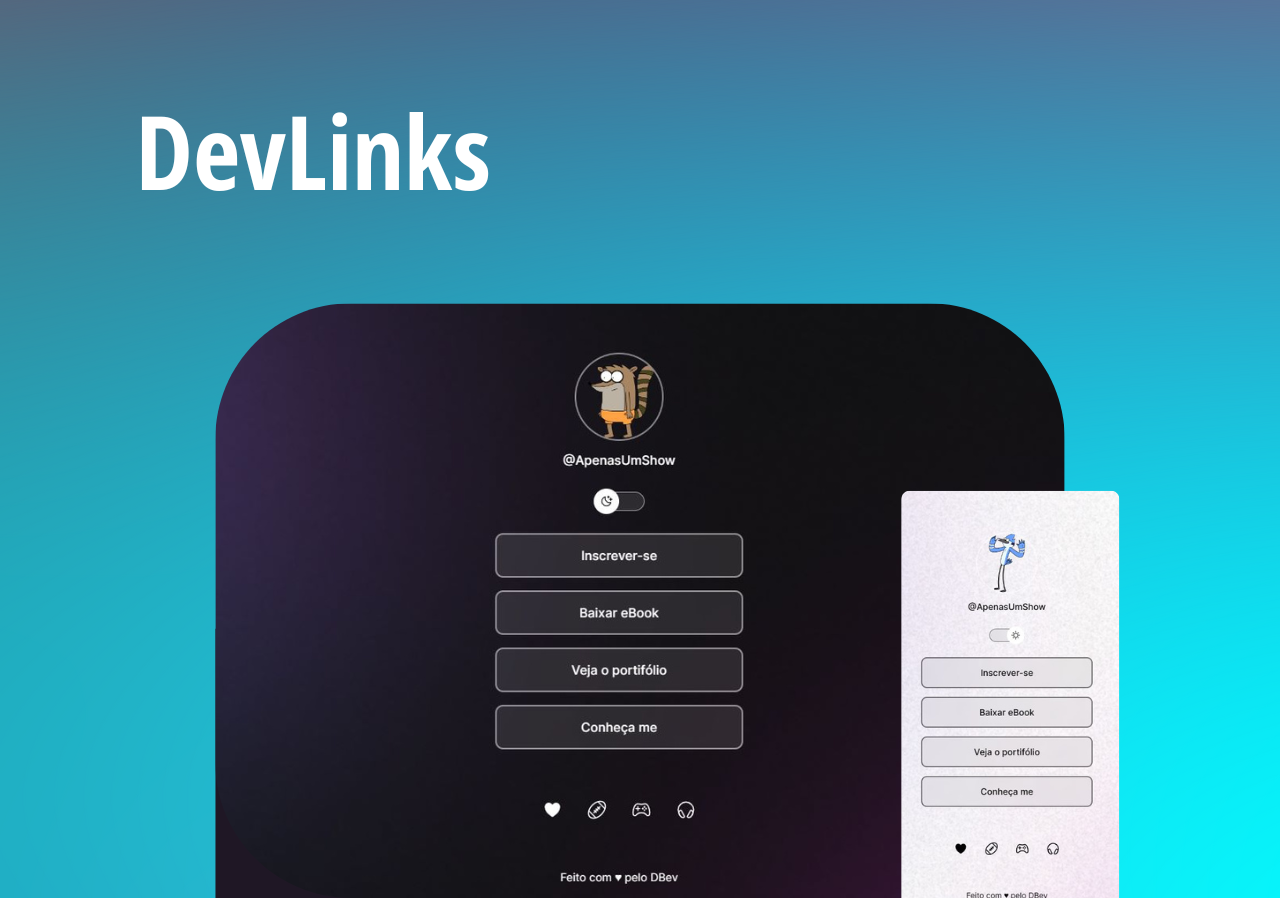 DevLinks
@ApenasUmShow
Inscrever-se
Baixar eBook
Veja o portifólio
Conheça me
Feito com ♥ pelo DBev
@ApenasUmShow
Inscrever-se
Baixar eBook
Veja o portifólio
Conheça me
Feito com ♥ pelo DBev